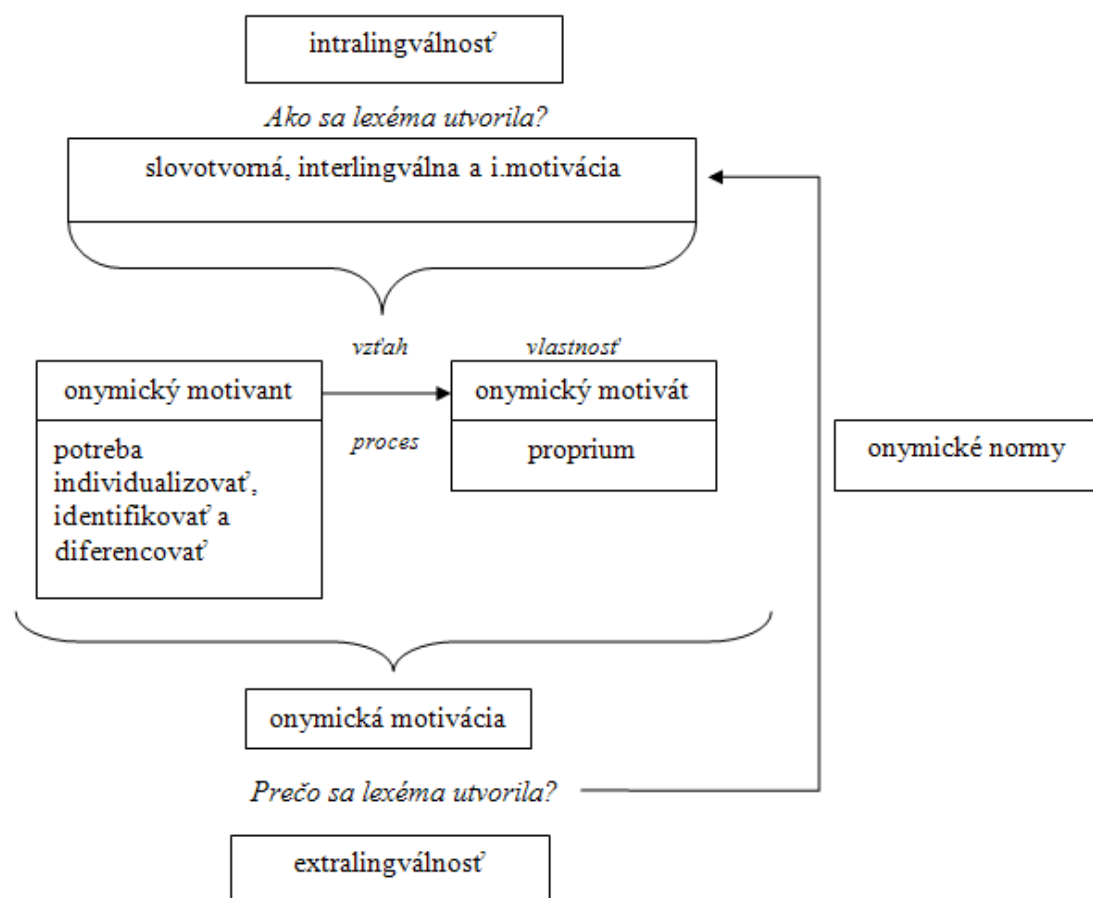 intralingválnosť
Ako sa lexéma utvorila?
slovotvorná, interlingválna a i.motivácia
vzťah
vlastnosť
onymický motivant
onymický motivát
potreba
individualizovať,
identifikovať a
diferencovať
proces
proprium
onymické normy
onymická motivácia
Prečo sa lexéma utvorila?
extralingválnosť